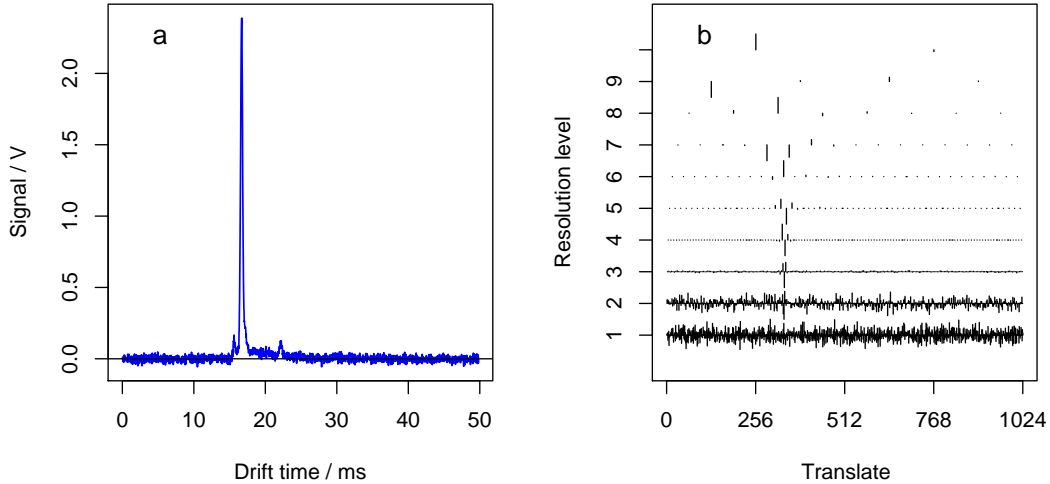 a
Signal / V
0.0 0.5 1.0 1.5 2.0
0 10 20 30 40 50
Drift time / ms
b
Resolution level
1 2 3 4 5 6 7 8 9
0 256 512 768 1024
Translate